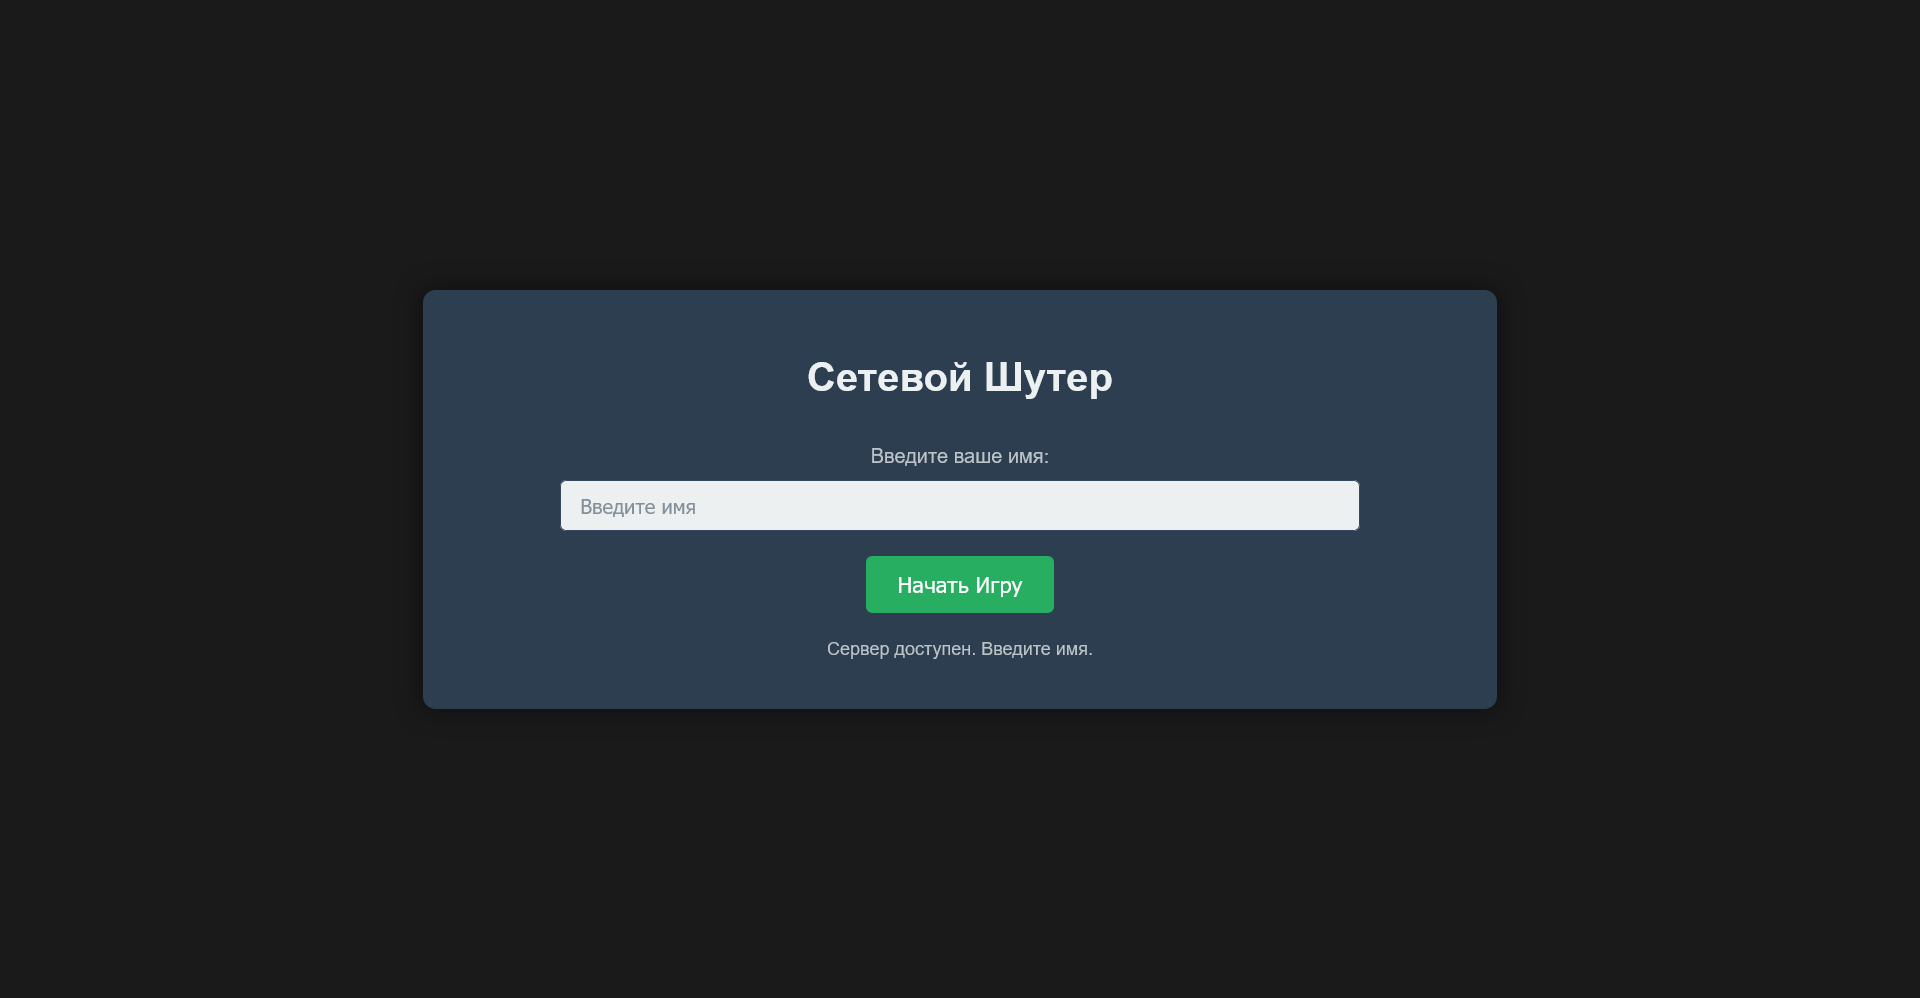 Сетевой Шутер
Введите ваше имя:
Введите имя
Начать Игру
Сервер доступен. Введите имя.